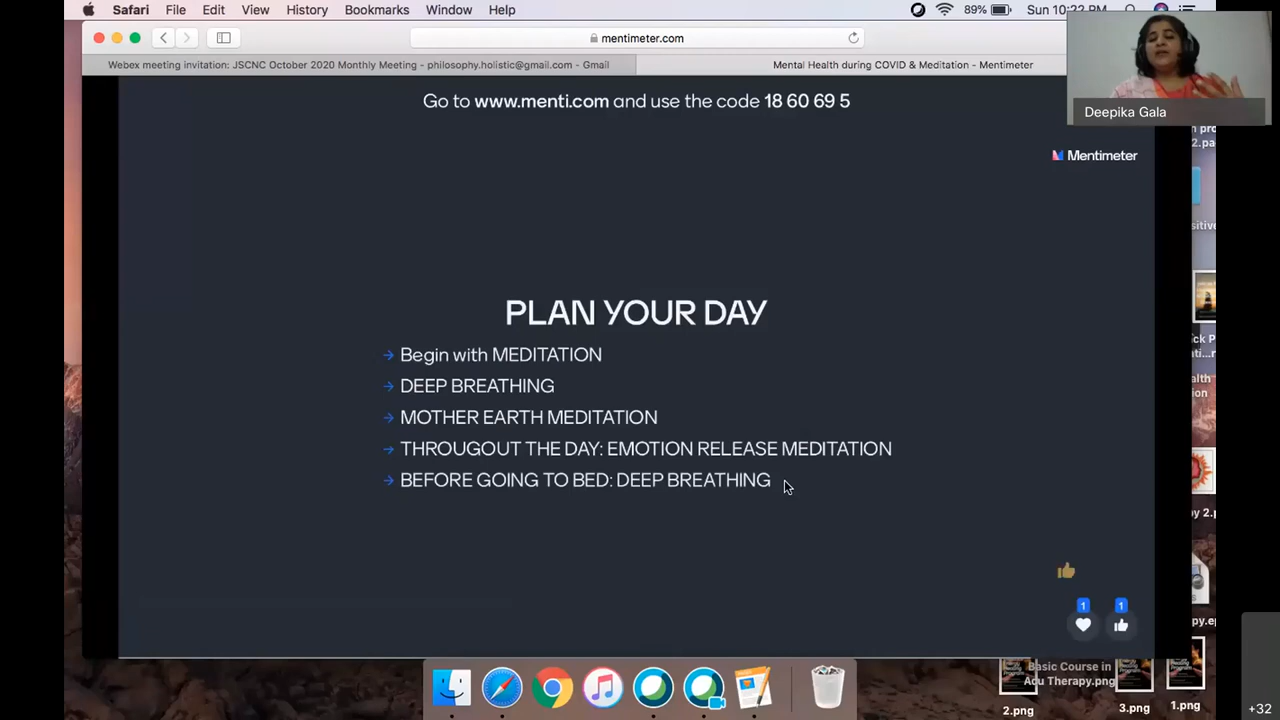 Safari File Edit View History Bookmarks Window Help 89% Sun 10:22 PM
mentimeter.com
Webex meeting invitation: JSCNC October 2020 Monthly Meeting - philosophy.holistic@gmail.com - Gmail
Mental Health during COVID & Meditation - Mentimeter
Deepika Gala
Go to www.menti.com and use the code 18 60 69 5
Mentimeter
PLAN YOUR DAY
Begin with MEDITATION
DEEP BREATHING
MOTHER EARTH MEDITATION
THROUGOUT THE DAY: EMOTION RELEASE MEDITATION
BEFORE GOING TO BED: DEEP BREATHING
1 1
Basic Course in
Acu Therapy.png
2.png
3.png
1.png
+32